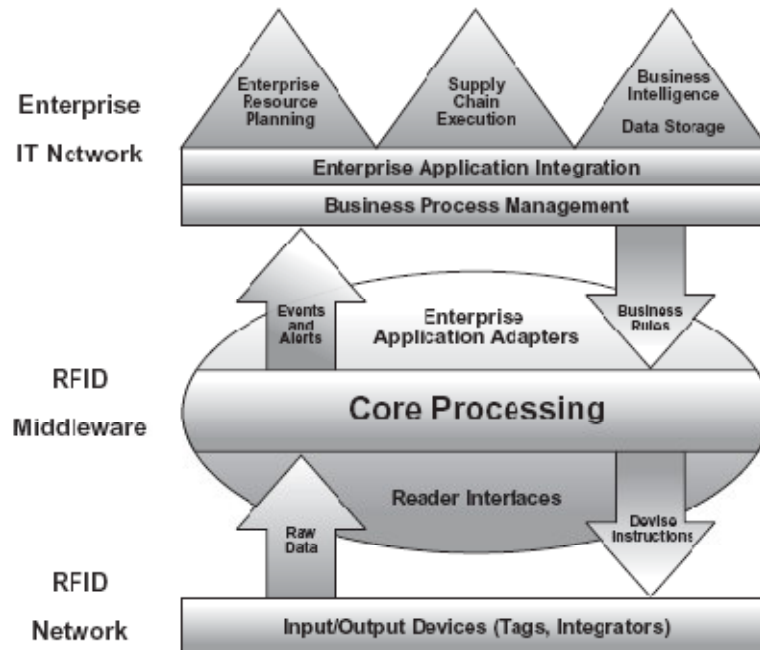 Enterprise
IT Network
Enterprise
Resource
Planning
Supply
Chain
Execution
Business
Intelligence
Data Storage
Enterprise Application Integration
Business Process Management
Events
and
Alerts
Enterprise
Application Adapters
Business
Rules
RFID
Middleware
Core Processing
Reader Interfaces
Raw
Data
Devise
Instructions
RFID
Network
Input/Output Devices (Tags, Integrators)